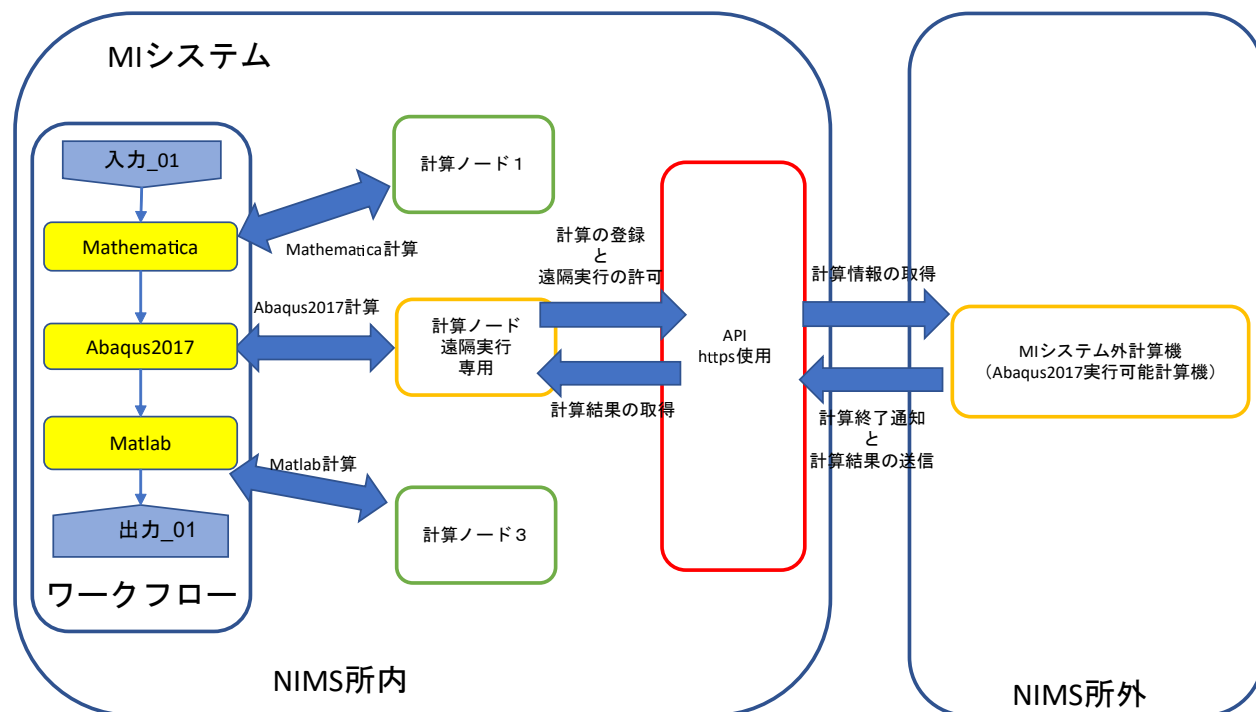 MIシステム
入力_01
Mathematica
Abaqus2017
Matlab
出力_01
ワークフロー
計算ノード1
Mathematica計算
Abaqus2017計算
計算ノード
遠隔実行
専用
Matlab計算
計算ノード3
計算の登録
と
遠隔実行の許可
計算結果の取得
API
https使用
計算情報の取得
計算終了通知
と
計算結果の送信
MIシステム外計算機
（Abaqus2017実行可能計算機）
NIMS所内
NIMS所外